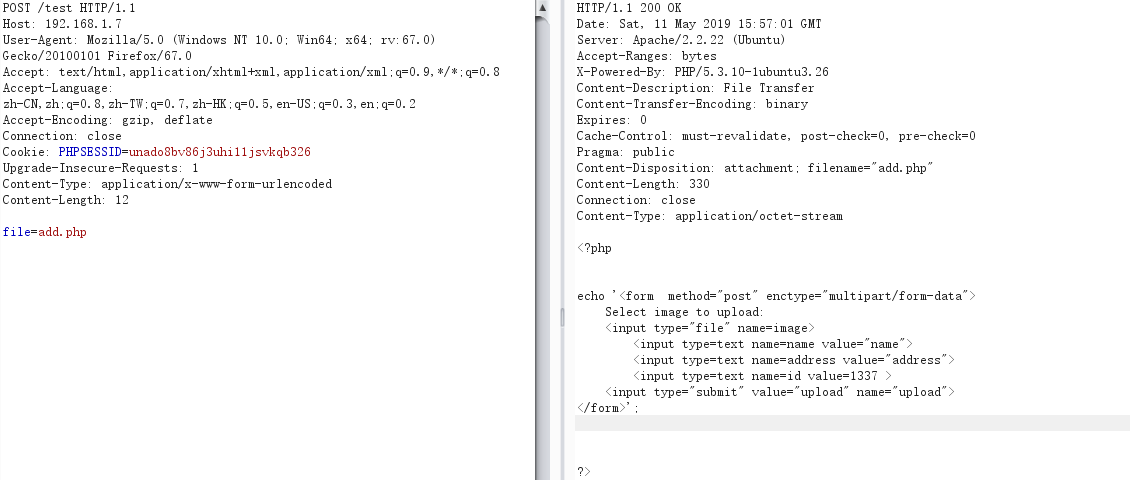 POST /test HTTP/1.1
Host: 192.168.1.7
User-Agent: Mozilla/5.0 (Windows NT 10.0; Win64; x64; rv:67.0)
Gecko/20100101 Firefox/67.0
Accept: text/html,application/xhtml+xml,application/xml;q=0.9,*/*;q=0.8
Accept-Language:
zh-CN,zh;q=0.8,zh-TW;q=0.7,zh-HK;q=0.5,en-US;q=0.3,en;q=0.2
Accept-Encoding: gzip, deflate
Connection: close
Cookie: PHPSESSID=unado8bv86j3uhi11jsvkqb326
Upgrade-Insecure-Requests: 1
Content-Type: application/x-www-form-urlencoded
Content-Length: 12

file=add.php

HTTP/1.1 200 OK
Date: Sat, 11 May 2019 15:57:01 GMT
Server: Apache/2.2.22 (Ubuntu)
Accept-Ranges: bytes
X-Powered-By: PHP/5.3.10-1ubuntu3.26
Content-Description: File Transfer
Content-Transfer-Encoding: binary
Expires: 0
Cache-Control: must-revalidate, post-check=0, pre-check=0
Pragma: public
Content-Disposition: attachment; filename="add.php"
Content-Length: 330
Connection: close
Content-Type: application/octet-stream

<?php

echo '<form  method="post" enctype="multipart/form-data">
    Select image to upload:
    <input type="file" name=image>
        <input type=text name=name value="name">
        <input type=text name=address value="address">
        <input type=text name=id value=1337 >
    <input type="submit" value="upload" name="upload">
</form>';

?>